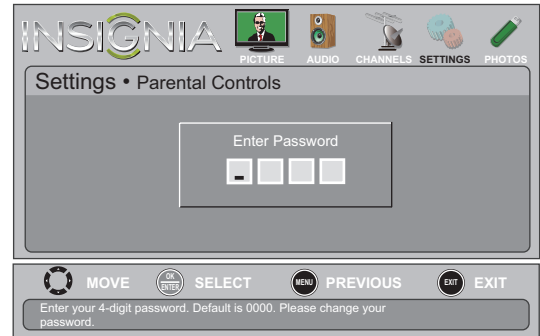 INSIGNIA
PICTURE AUDIO CHANNELS SETTINGS PHOTOS
Settings • Parental Controls
Enter Password
MOVE OK ENTER SELECT MENU PREVIOUS EXIT EXIT
Enter your 4-digit password. Default is 0000. Please change your
password.